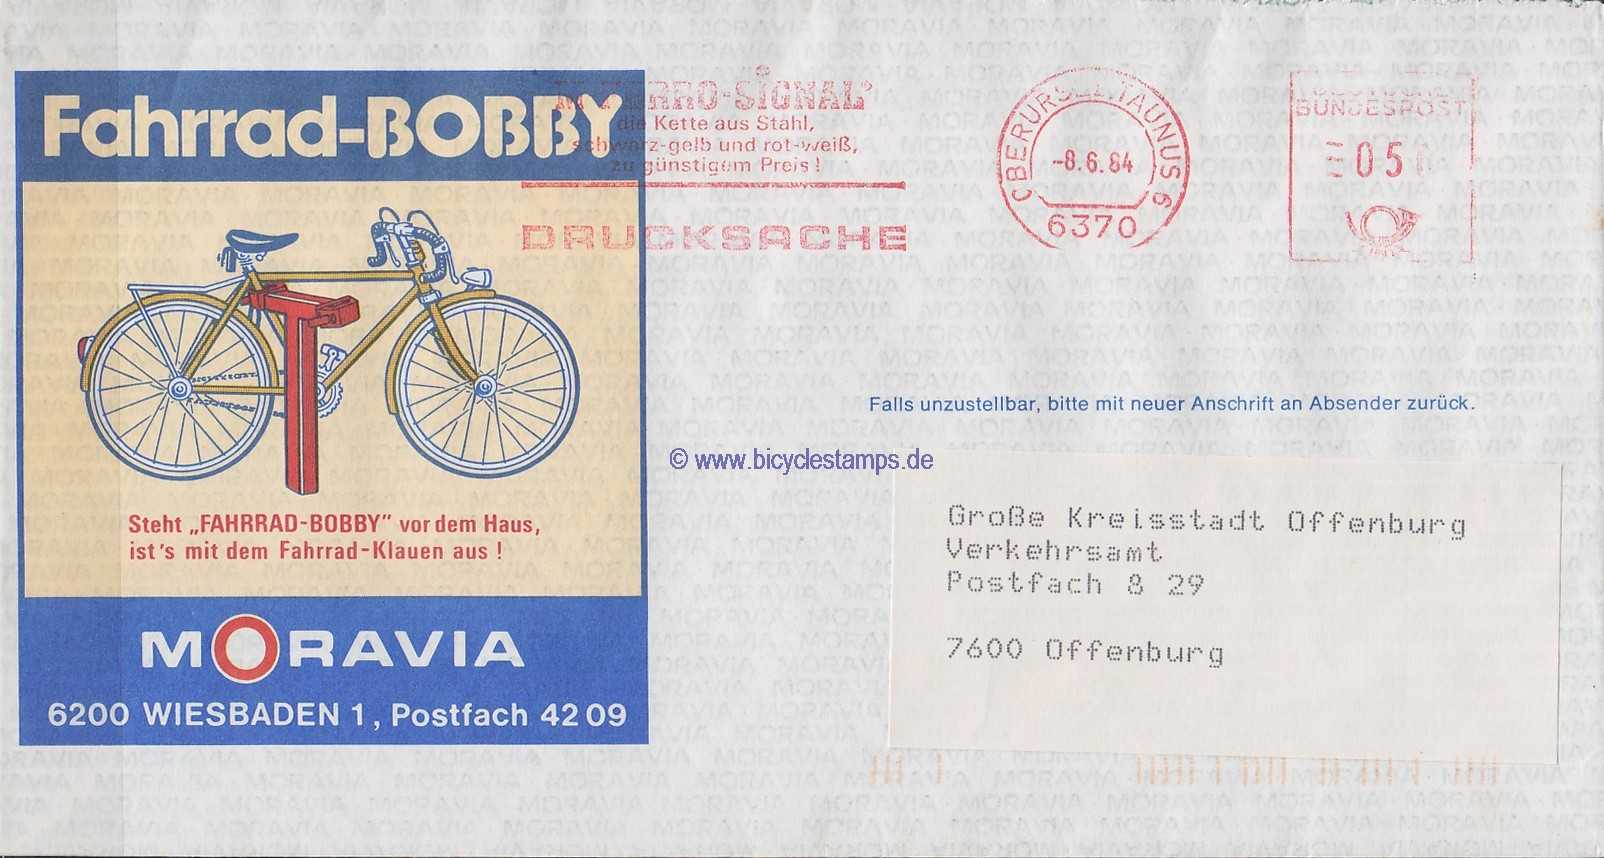 Fahrrad-BOBBY
die Kette aus Stahl,
schwarz-gelb und rot-weiß,
zu günstigem Preis!
DRUCKSACHE
-8.6.84
6370
BUNDESPOST
05
Falls unzustellbar, bitte mit neuer Anschrift an Absender zurück.
© www.bicyclestamps.de
Steht „FAHRRAD-BOBBY" vor dem Haus,
ist's mit dem Fahrrad-Klauen aus !
MORAVIA
6200 WIESBADEN 1, Postfach 42 09
Große Kreisstadt Offenburg
Verkehrsamt
Postfach 8 29
7600 Offenburg